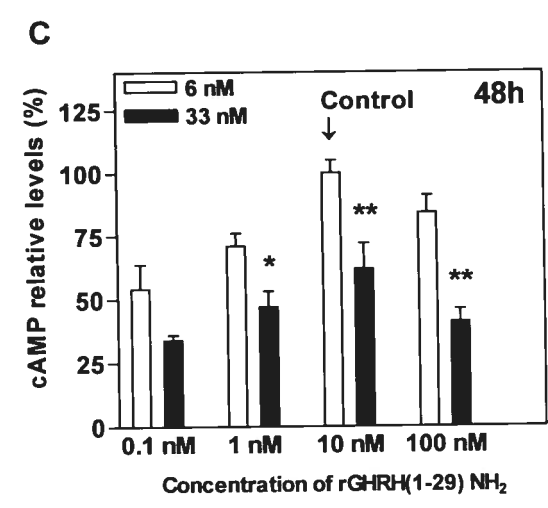 C
6 nM
33 nM
48h
Control
↓
**
*
**
125
100
75
50
25
0
cAMP relative levels (%)
0.1 nM 1 nM 10 nM 100 nM
Concentration of rGHRH(1-29) NH₂